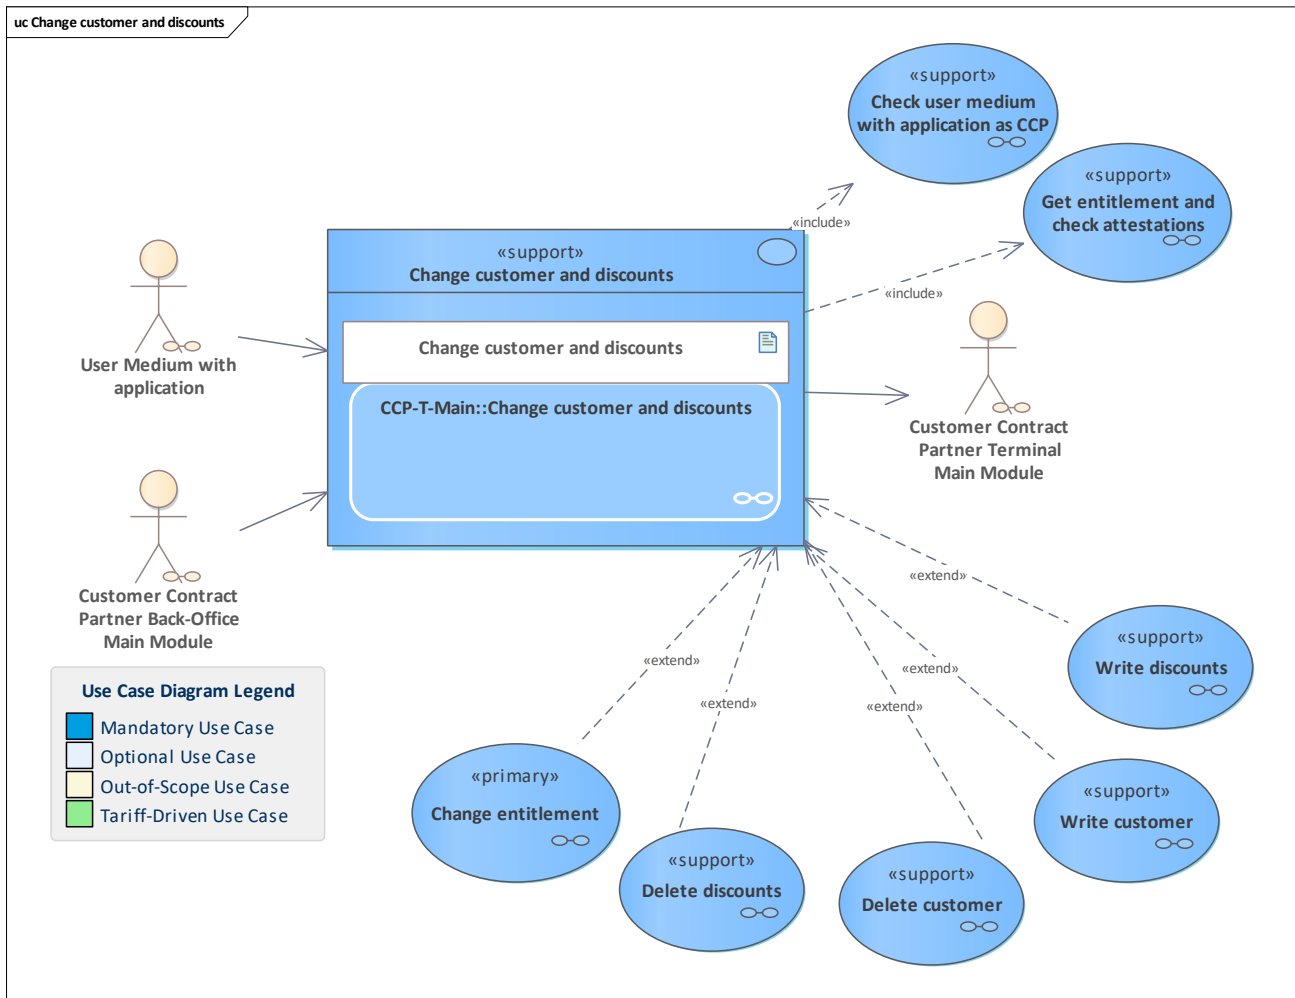 uc Change customer and discounts
«support»
Check user medium
with application as CCP
«support»
Get entitlement and
check attestations
«include»
«include»
«support»
Change customer and discounts
Change customer and discounts
CCP-T-Main::Change customer and discounts
User Medium with
application
Customer Contract
Partner Terminal
Main Module
Customer Contract
Partner Back-Office
Main Module
«extend»
«extend»
«extend»
«extend»
«extend»
«support»
Write discounts
«support»
Write customer
«primary»
Change entitlement
«support»
Delete discounts
«support»
Delete customer
Use Case Diagram Legend
Mandatory Use Case
Optional Use Case
Out-of-Scope Use Case
Tariff-Driven Use Case